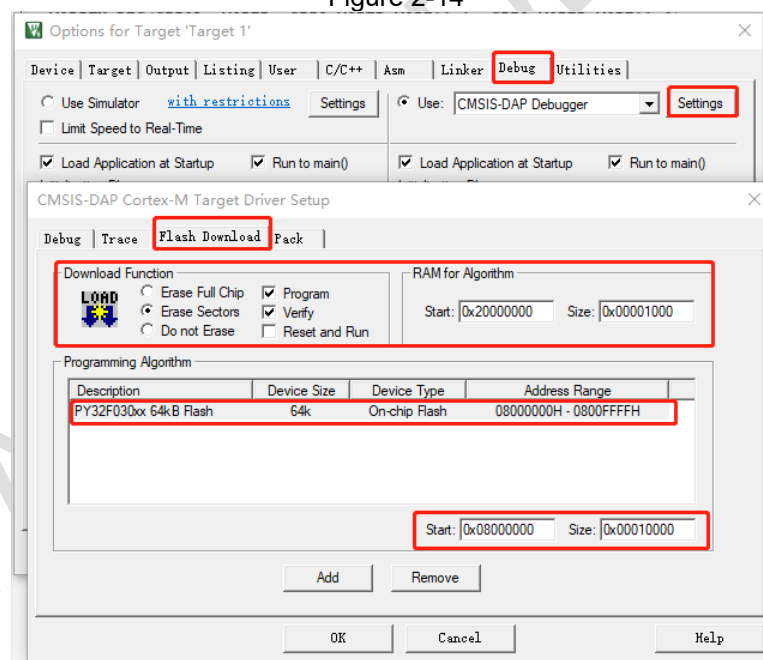 Figure 2-14
Options for Target 'Target 1'
Device | Target | Output | Listing | User | C/C++ | Asm | Linker Debug Utilities |
Use Simulator with restrictions Settings Use: CMSIS-DAP Debugger Settings
Limit Speed to Real-Time
Load Application at Startup Run to main() Load Application at Startup Run to main()
CMSIS-DAP Cortex-M Target Driver Setup
Debug | Trace Flash Download Pack |
Download Function RAM for Algorithm
LOAD Erase Full Chip Program
Erase Sectors Verify Start: 0x20000000 Size: 0x00001000
Do not Erase Reset and Run
Programming Algorithm
Description Device Size Device Type Address Range
PY32F030xx 64kB Flash 64k On-chip Flash 08000000H - 0800FFFFH
Start: 0x08000000 Size: 0x00010000
Add Remove
OK Cancel Help